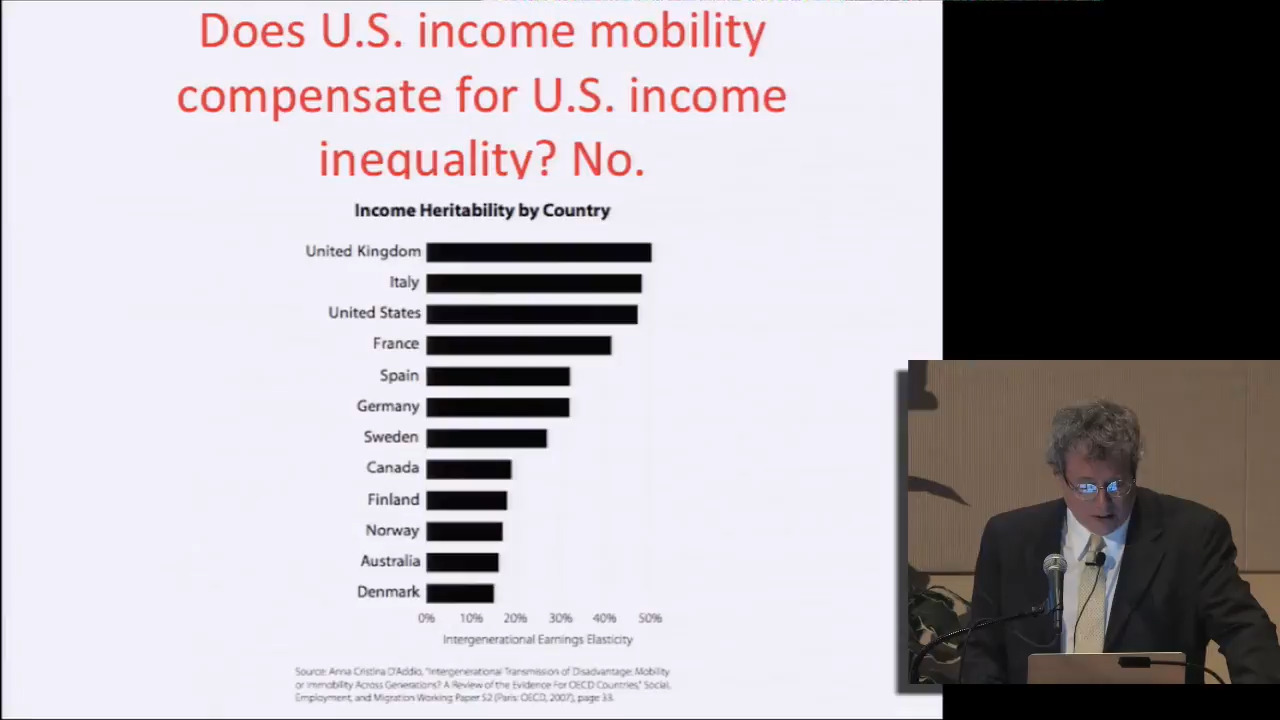 Does U.S. income mobility
compensate for U.S. income
inequality? No.
Income Heritability by Country
United Kingdom
Italy
United States
France
Spain
Germany
Sweden
Canada
Finland
Norway
Australia
Denmark
0% 10% 20% 30% 40% 50%
Intergenerational Earnings Elasticity
Source: Anna Cristina D'Addio, "Intergenerational Transmission of Disadvantage: Mobility
or Immobility Across Generations? A Review of the Evidence For OECD Countries," Social,
Employment, and Migration Working Paper 52 (Paris: OECD, 2007), page 33.